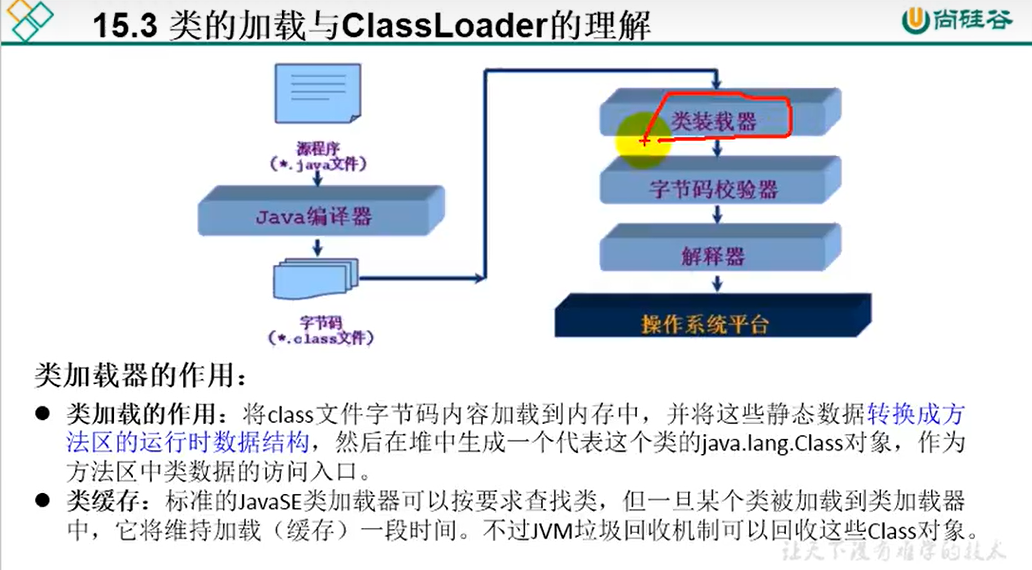 15.3 类的加载与ClassLoader的理解
尚硅谷
源程序
(*.java文件)
Java编译器
字节码
(*.class文件)
类装载器
字节码校验器
解释器
操作系统平台
类加载器的作用：
● 类加载的作用：将class文件字节码内容加载到内存中，并将这些静态数据转换成方
法区的运行时数据结构，然后在堆中生成一个代表这个类的java.lang.Class对象，作为
方法区中类数据的访问入口。
● 类缓存：标准的JavaSE类加载器可以按要求查找类，但一旦某个类被加载到类加载器
中，它将维持加载（缓存）一段时间。不过JVM垃圾回收机制可以回收这些Class对象。
让天下没有难学的技术